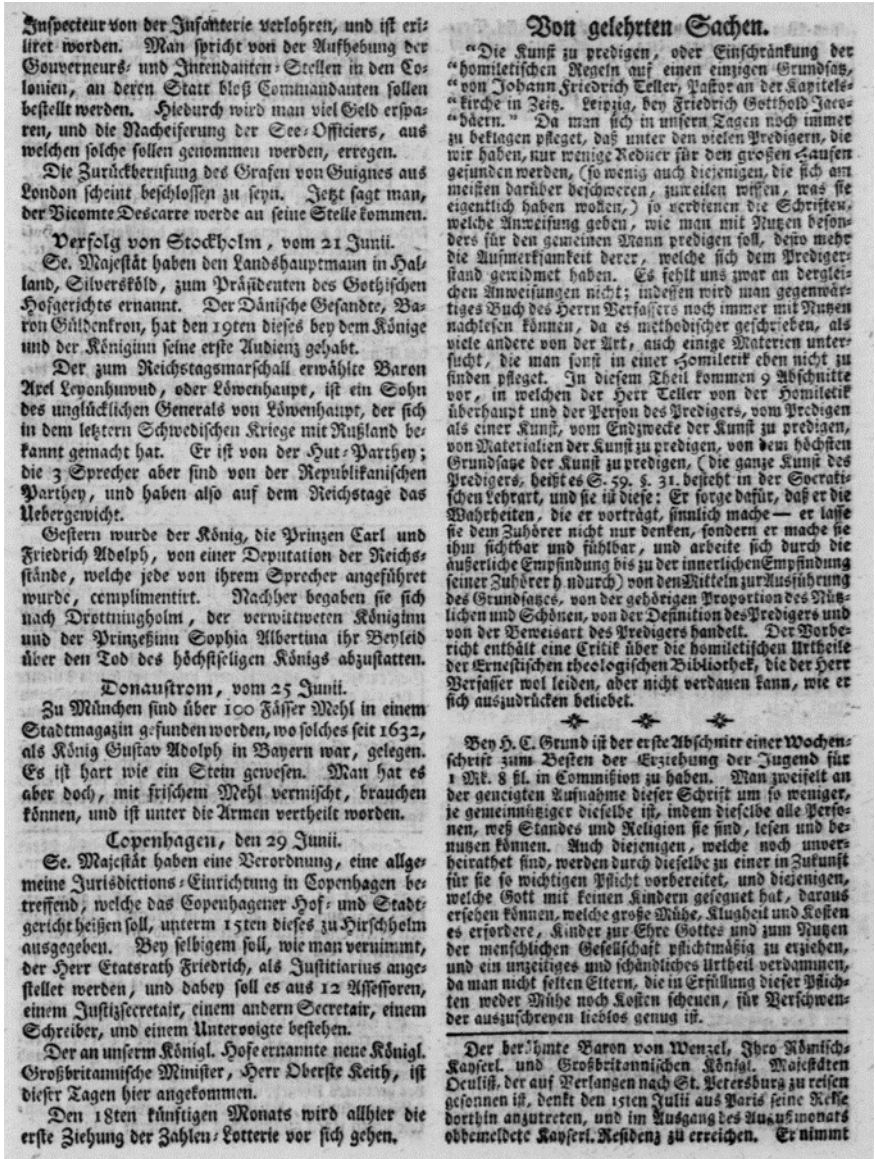 Inspecteur von der Infanterie verlohren, und ist exi-
liret worden. Man spricht von der Aufhebung der
Gouverneurs- und Intendanten-Stellen in den Co-
lonien, an deren Statt bloß Commandanten sollen
bestellt werden. Hiedurch wird man viel Geld erspa-
ren, und die Nacheiferung der See-Officiers, aus
welchen solche sollen genommen werden, erregen.
Die Zurückberufung des Grafen von Guignes aus
London scheint beschlossen zu seyn. Jetzt sagt man,
der Vicomte Descarre werde an seine Stelle kommen.
Verfolg von Stockholm, vom 21 Junii.
Se. Majestät haben den Landshauptmann in Hal-
land, Silversköld, zum Präsidenten des Gothischen
Hofgerichts ernannt. Der Dänische Gesandte, Ba-
ron Güldenkron, hat den 19ten dieses bey dem Könige
und der Königinn seine erste Audienz gehabt.
Der zum Reichstagsmarschall erwählte Baron
Axel Leyonhuwud, oder Löwenhaupt, ist ein Sohn
des unglücklichen Generals von Löwenhaupt, der sich
in dem letztern Schwedischen Kriege mit Rußland be-
kannt gemacht hat. Er ist von der Hut-Parthey;
die 3 Sprecher aber sind von der Republikanischen
Parthey, und haben also auf dem Reichstage das
Uebergewicht.
Gestern wurde der König, die Prinzen Carl und
Friedrich Adolph, von einer Deputation der Reichs-
stände, welche jede von ihrem Sprecher angeführet
wurde, complimentirt. Nachher begaben sie sich
nach Drottningholm, der verwittweten Königinn
und der Prinzeßinn Sophia Albertina ihr Beyleid
über den Tod des höchstseligen Königs abzustatten.
Donaustrom, vom 25 Junii.
Zu München sind über 100 Fässer Mehl in einem
Stadtmagazin gefunden worden, wo solches seit 1632,
als König Gustav Adolph in Bayern war, gelegen.
Es ist hart wie ein Stein gewesen. Man hat es
aber doch, mit frischem Mehl vermischt, brauchen
können, und ist unter die Armen vertheilt worden.
Copenhagen, den 29 Junii.
Se. Majestät haben eine Verordnung, eine allge-
meine Jurisdictions-Einrichtung in Copenhagen be-
treffend, welche das Copenhagener Hof- und Stadt-
gericht heißen soll, unterm 15ten dieses zu Hirschholm
ausgegeben. Bey selbigem soll, wie man vernimmt,
der Herr Etatsrath Friedrich, als Justitiarius ange-
stellet werden, und dabey soll es aus 12 Assessoren,
einem Justizsecretair, einem andern Secretair, einem
Schreiber, und einem Untervoigte bestehen.
Der an unserm Königl. Hofe ernannte neue Königl.
Großbritannische Minister, Herr Oberste Keith, ist
dieser Tagen hier angekommen.
Den 18ten künftigen Monats wird allhier die
erste Ziehung der Zahlen-Lotterie vor sich gehen.
Von gelehrten Sachen.
"Die Kunst zu predigen, oder Einschränkung der
"homiletischen Regeln auf einen einzigen Grundsatz,
"von Johann Friedrich Teller, Pastor an der Kapitels-
"kirche in Zeitz. Leipzig, bey Friedrich Gotthold Jaco-
"bäern." Da man sich in unsern Tagen noch immer
zu beklagen pfleget, daß unter den vielen Predigern, die
wir haben, nur wenige Redner für den großen Haufen
gefunden werden, (so wenig auch diejenigen, die sich am
meisten darüber beschweren, zuweilen wissen, was sie
eigentlich haben wollen,) so verdienen die Schriften,
welche Anweisung geben, wie man mit Nutzen beson-
ders für den gemeinen Mann predigen soll, desto mehr
die Aufmerksamkeit derer, welche sich dem Prediger-
stand gewidmet haben. Es fehlt uns zwar an derglei-
chen Anweisungen nicht; indessen wird man gegenwär-
tiges Buch des Herrn Verfassers noch immer mit Nutzen
nachlesen können, da es methodischer geschrieben, als
viele andere von der Art, auch einige Materien unter-
sucht, die man sonst in einer Homiletik eben nicht zu
finden pfleget. In diesem Theil kommen 9 Abschnitte
vor, in welchen der Herr Teller von der Homiletik
überhaupt und der Person des Predigers, vom Predigen
als einer Kunst, vom Endzwecke der Kunst zu predigen,
von Materialien der Kunst zu predigen, von dem höchsten
Grundsatze der Kunst zu predigen, (die ganze Kunst des
Predigers, heißt es S. 59. §. 31. besteht in der Socrati-
schen Lehrart, und sie ist diese: Er sorge dafür, daß er die
Wahrheiten, die er vorträgt, sinnlich mache— er lasse
sie dem Zuhörer nicht nur denken, sondern er mache sie
ihm sichtbar und fühlbar, und arbeite sich durch die
äußerliche Empfindung bis zu der innerlichen Empfindung
seiner Zuhörer h ndurch) von den Mitteln zur Ausführung
des Grundsatzes, von der gehörigen Proportion des Nütz-
lichen und Schönen, von der Definition des Predigers und
von der Beweisart des Predigers handelt. Der Vorbe-
richt enthält eine Critik über die homiletischen Urtheile
der Ernestischen theologischen Bibliothek, die der Herr
Verfasser wol leiden, aber nicht verdauen kann, wie er
sich auszudrücken beliebet.
Bey H. C. Grund ist der erste Abschnitt einer Wochen-
schrift zum Besten der Erziehung der Jugend für
1 Mk. 8 ßl. in Commißion zu haben. Man zweifelt an
der geneigten Aufnahme dieser Schrift um so weniger,
je gemeinnütziger dieselbe ist, indem dieselbe alle Perso-
nen, weß Standes und Religion sie sind, lesen und be-
nutzen können. Auch diejenigen, welche noch unver-
heirathet sind, werden durch dieselbe zu einer in Zukunft
für sie so wichtigen Pflicht vorbereitet, und diejenigen,
welche Gott mit keinen Kindern gesegnet hat, daraus
ersehen können, welche große Mühe, Klugheit und Kosten
es erfordere, Kinder zur Ehre Gottes und zum Nutzen
der menschlichen Gesellschaft pflichtmäßig zu erziehen,
und ein unzeitiges und schändliches Urtheil verdammen,
da man nicht selten Eltern, die in Erfüllung dieser Pflich-
ten weder Mühe noch Kosten scheuen, für Verschwen-
der auszuschreyen lieblos genug ist.
Der berühmte Baron von Wenzel, Ihro Römisch-
Kayserl. und Großbritannischen Königl. Majestäten
Oculist, der auf Verlangen nach St. Petersburg zu reisen
gesonnen ist, denkt den 15ten Julii aus Paris seine Reise
dorthin anzutreten, und im Ausgang des Augustmonats
obbemeldete Kayserl. Residenz zu erreichen. Er nimmt